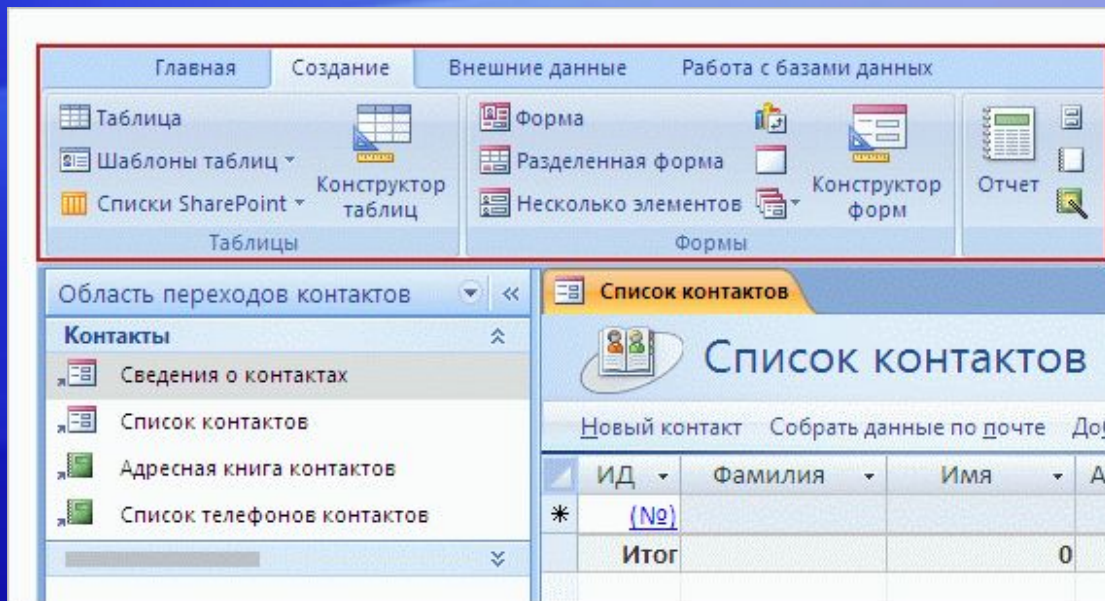 Главная Создание Внешние данные Работа с базами данных
Таблица
Шаблоны таблиц
Списки SharePoint
Конструктор
таблиц
Таблицы
Форма
Разделенная форма
Несколько элементов
Конструктор
форм
Формы
Отчет
Область переходов контактов
Контакты
Сведения о контактах
Список контактов
Адресная книга контактов
Список телефонов контактов
Список контактов
Список контактов
Новый контакт Собрать данные по почте
ИД Фамилия Имя А
(№)
Итог 0